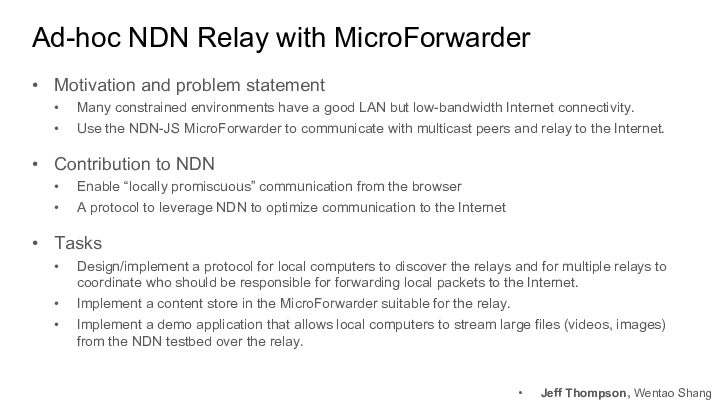 Ad-hoc NDN Relay with MicroForwarder
• Motivation and problem statement
• Many constrained environments have a good LAN but low-bandwidth Internet connectivity.
• Use the NDN-JS MicroForwarder to communicate with multicast peers and relay to the Internet.
• Contribution to NDN
• Enable “locally promiscuous” communication from the browser
• A protocol to leverage NDN to optimize communication to the Internet
• Tasks
• Design/implement a protocol for local computers to discover the relays and for multiple relays to
coordinate who should be responsible for forwarding local packets to the Internet.
• Implement a content store in the MicroForwarder suitable for the relay.
• Implement a demo application that allows local computers to stream large files (videos, images)
from the NDN testbed over the relay.
• Jeff Thompson, Wentao Shang